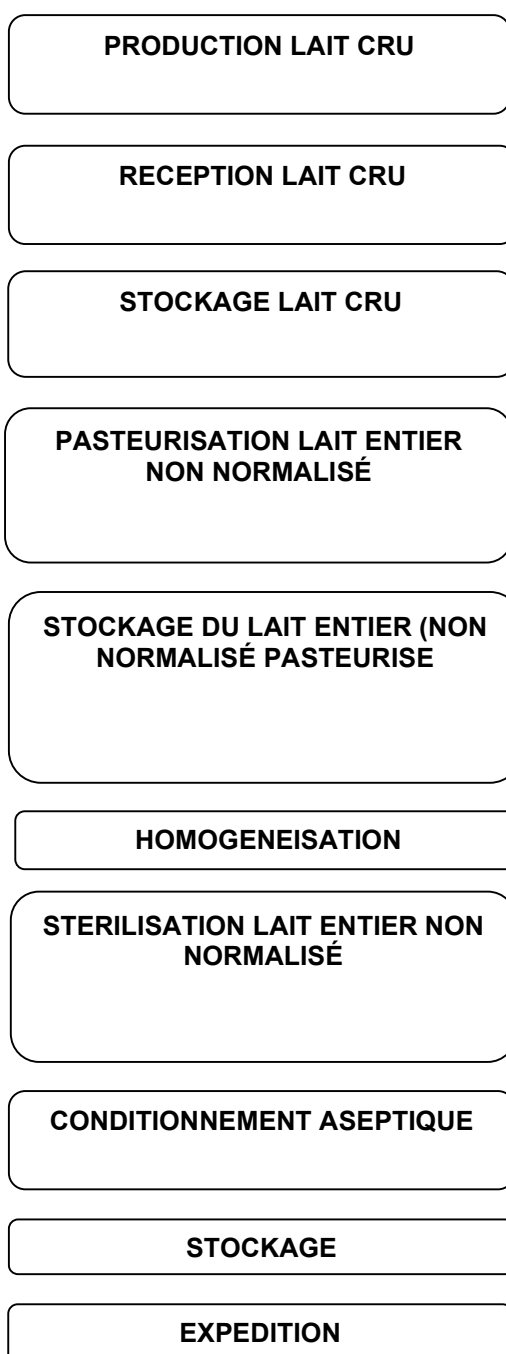 PRODUCTION LAIT CRU
RECEPTION LAIT CRU
STOCKAGE LAIT CRU
PASTEURISATION LAIT ENTIER
NON NORMALISÉ
STOCKAGE DU LAIT ENTIER (NON
NORMALISÉ PASTEURISE
HOMOGENEISATION
STERILISATION LAIT ENTIER NON
NORMALISÉ
CONDITIONNEMENT ASEPTIQUE
STOCKAGE
EXPEDITION